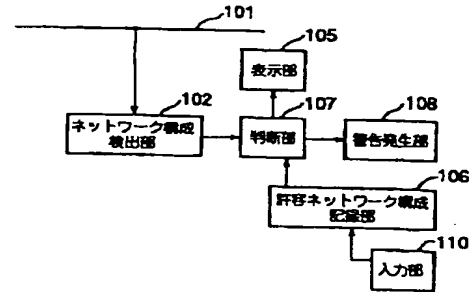 101
105
表示部
102
107
108
ネットワーク構成
検出部
判断部
警告発生部
106
許容ネットワーク構成
記録部
110
入力部